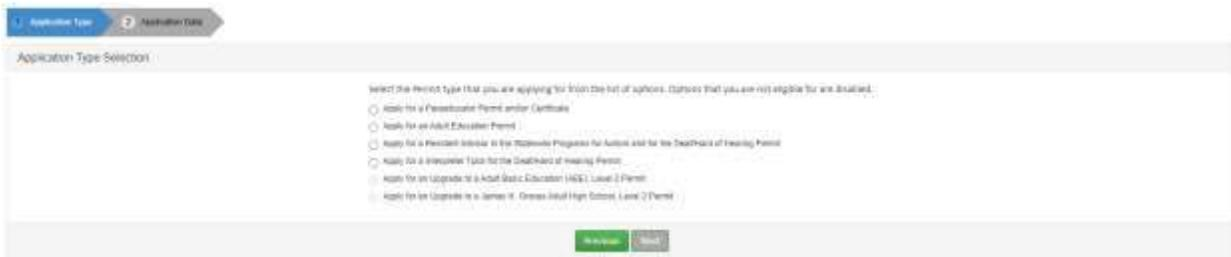 1 Application Type 2 Application Data
Application Type Selection
Select the Permit type that you are applying for from the list of options. Options that you are not eligible for are disabled.
Apply for a Paraeducator Permit and/or Certificate
Apply for an Adult Education Permit
Apply for a Resident Advisor in the Statewide Programs for Autism and for the Deaf/Hard of Hearing Permit
Apply for a Interpreter Tutor for the Deaf/Hard of Hearing Permit
Apply for an Upgrade to a Adult Basic Education (ABE), Level 2 Permit
Apply for an Upgrade to a James H. Groves Adult High School, Level 2 Permit
Previous Next